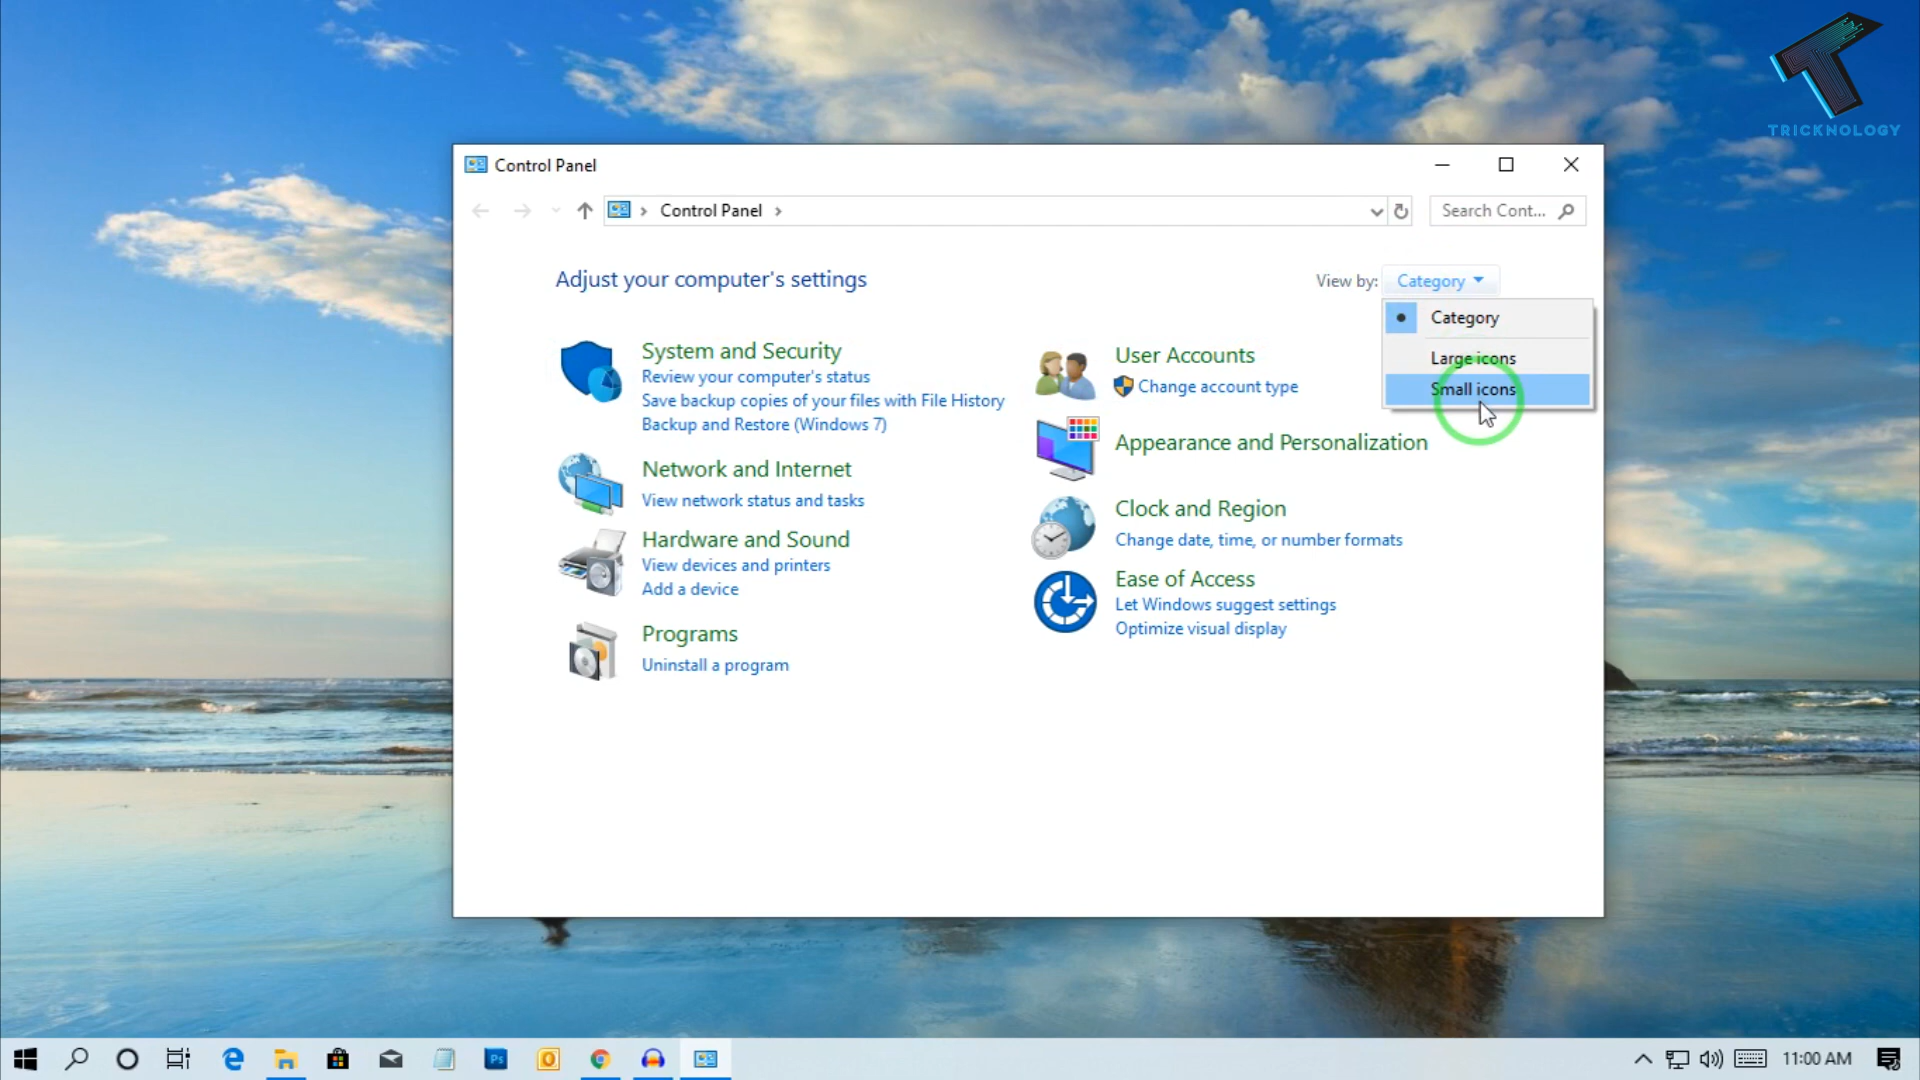 TRICKNOLOGY
Control Panel
Control Panel
Search Cont...
Adjust your computer's settings
View by: Category
Category
Large icons
Small icons
System and Security
Review your computer's status
Save backup copies of your files with File History
Backup and Restore (Windows 7)
Network and Internet
View network status and tasks
Hardware and Sound
View devices and printers
Add a device
Programs
Uninstall a program
User Accounts
Change account type
Appearance and Personalization
Clock and Region
Change date, time, or number formats
Ease of Access
Let Windows suggest settings
Optimize visual display
Ps
11:00 AM